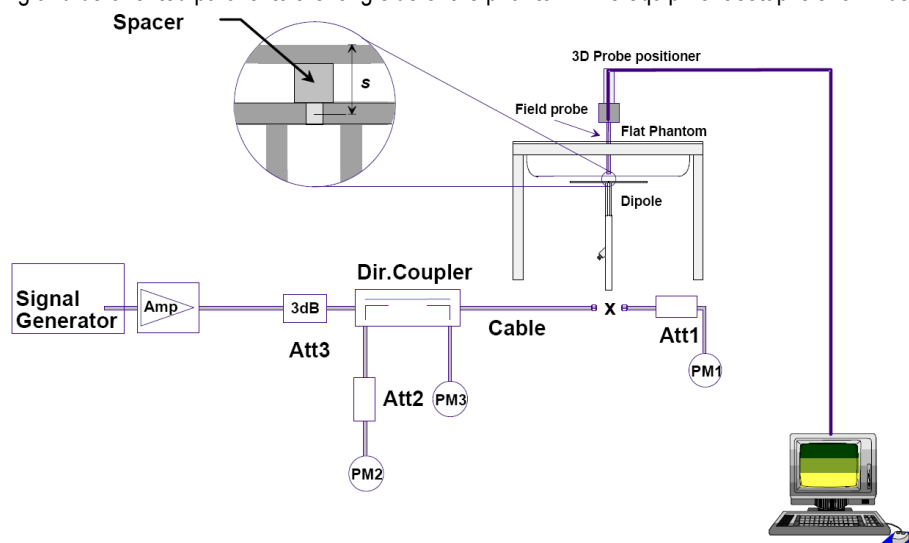 Spacer
s
3D Probe positioner
Field probe
Flat Phantom
Dipole
Dir.Coupler
Signal
Generator
Amp
3dB
Att3
Cable
x
Att1
PM1
Att2
PM3
PM2